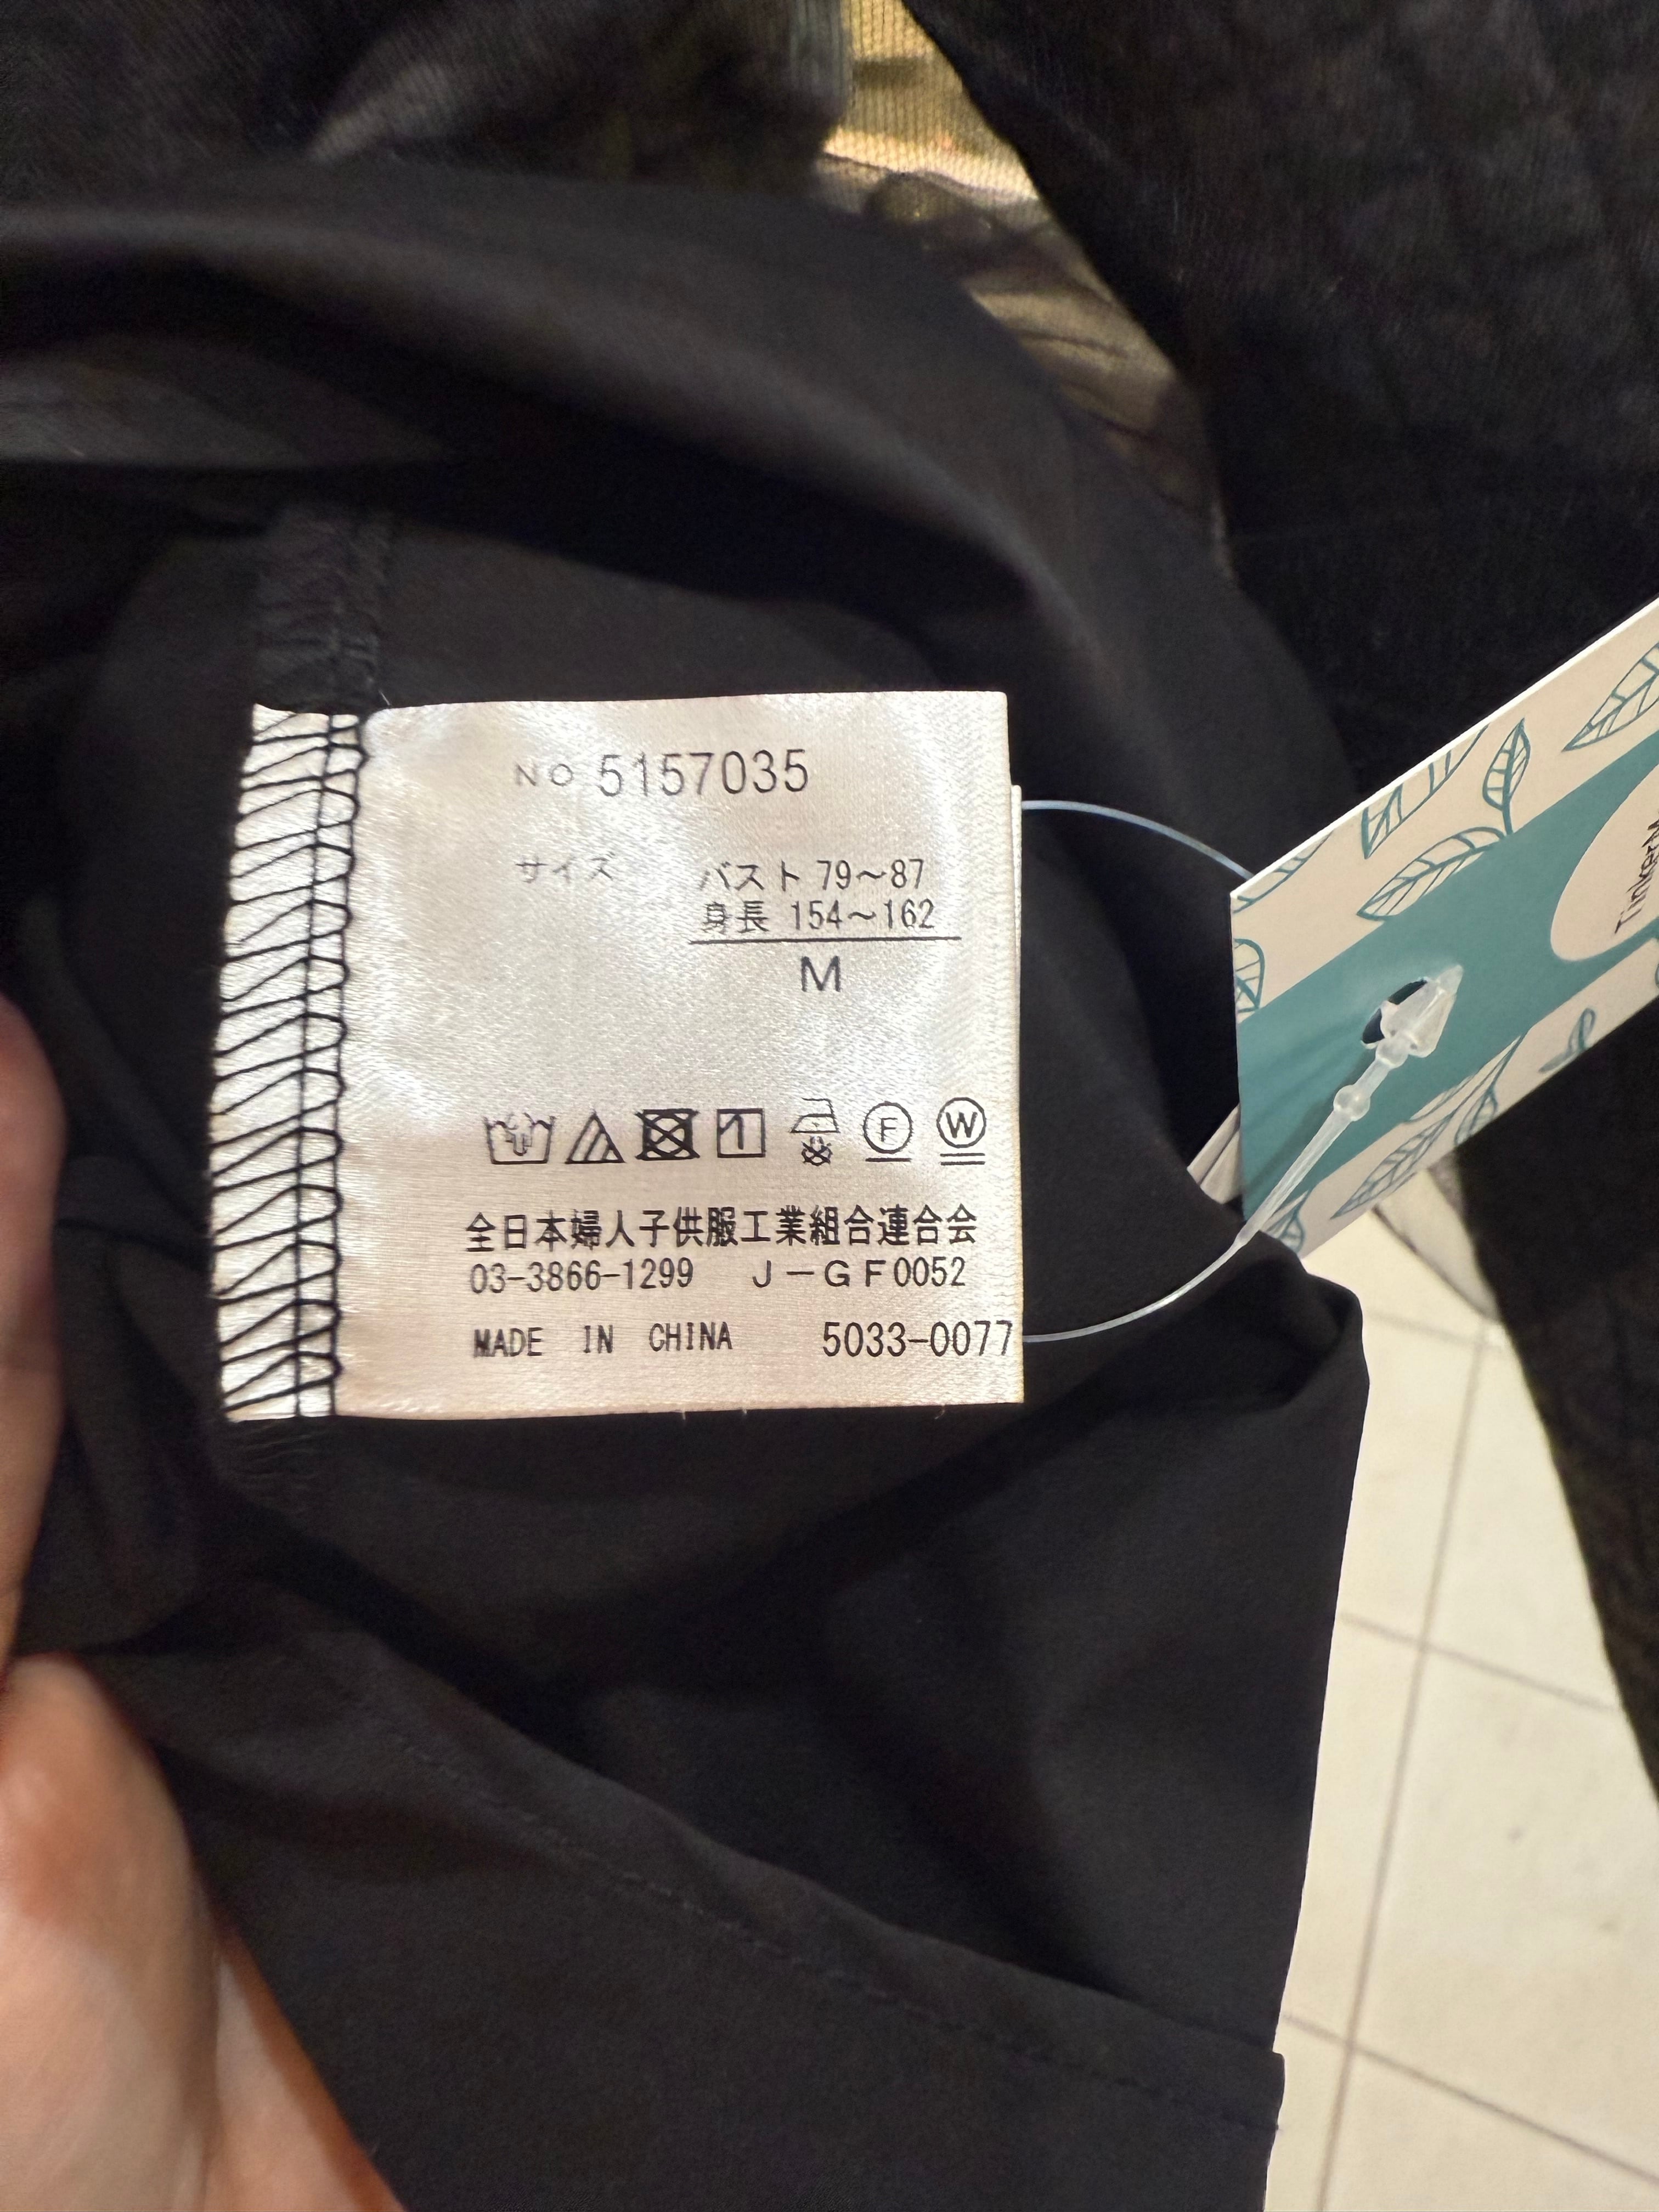 NO 5157035
サイズ バスト 79～87
身長 154～162
M
F W
全日本婦人子供服工業組合連合会
03-3866-1299 J－GF0052
MADE IN CHINA 5033-0077